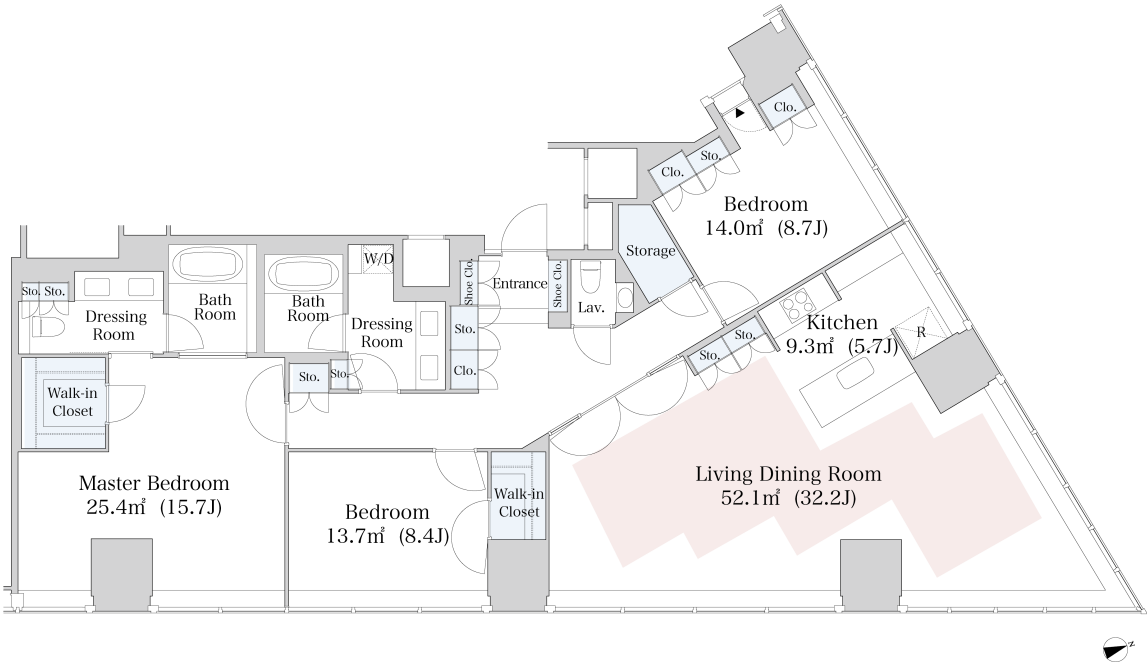 Clo.
Sto.
Clo.
Bedroom
14.0㎡ (8.7J)
Storage
W/D
Shoe Clo.
Entrance
Shoe Clo.
Lav.
Sto.
Sto.
Bath
Room
Bath
Room
Dressing
Room
Dressing
Room
Sto.
Clo.
Sto.
Sto.
Kitchen
9.3㎡ (5.7J)
R
Sto.
Sto.
Walk-in
Closet
Master Bedroom
25.4㎡ (15.7J)
Bedroom
13.7㎡ (8.4J)
Walk-in
Closet
Living Dining Room
52.1㎡ (32.2J)
N